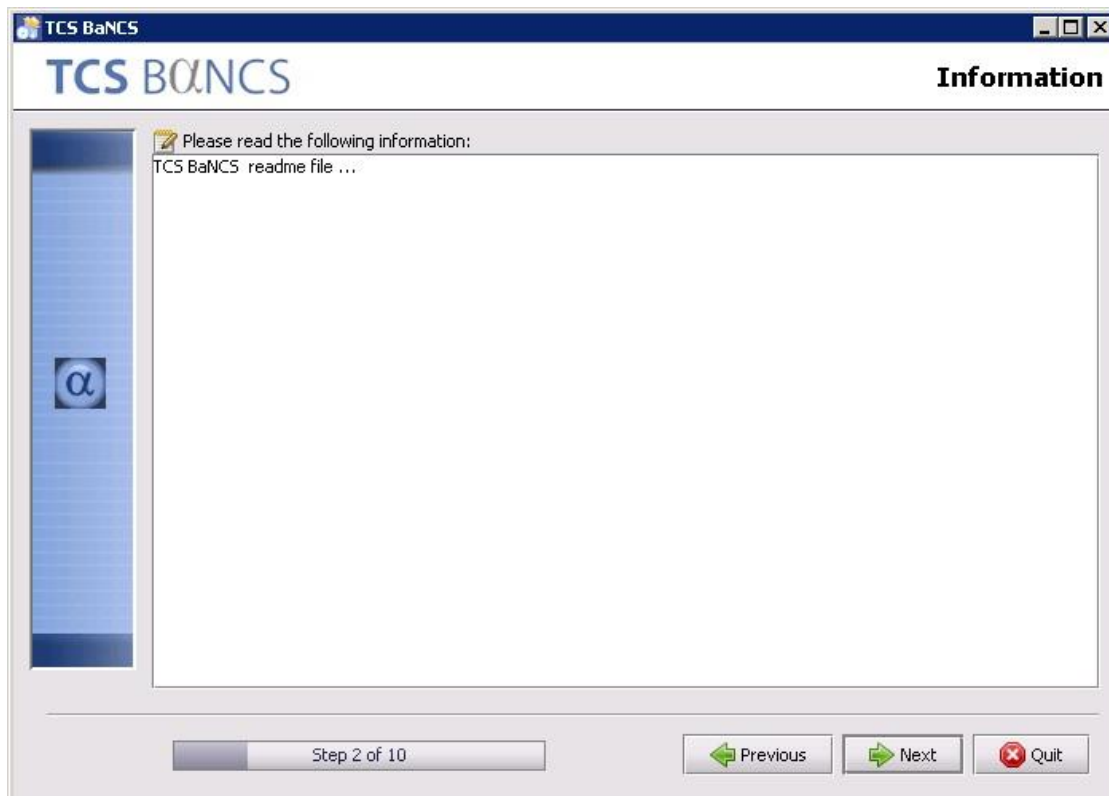 TCS BaNCS
TCS BαNCS
Information
Please read the following information:
TCS BaNCS  readme file ...
α
Step 2 of 10
Previous
Next
Quit